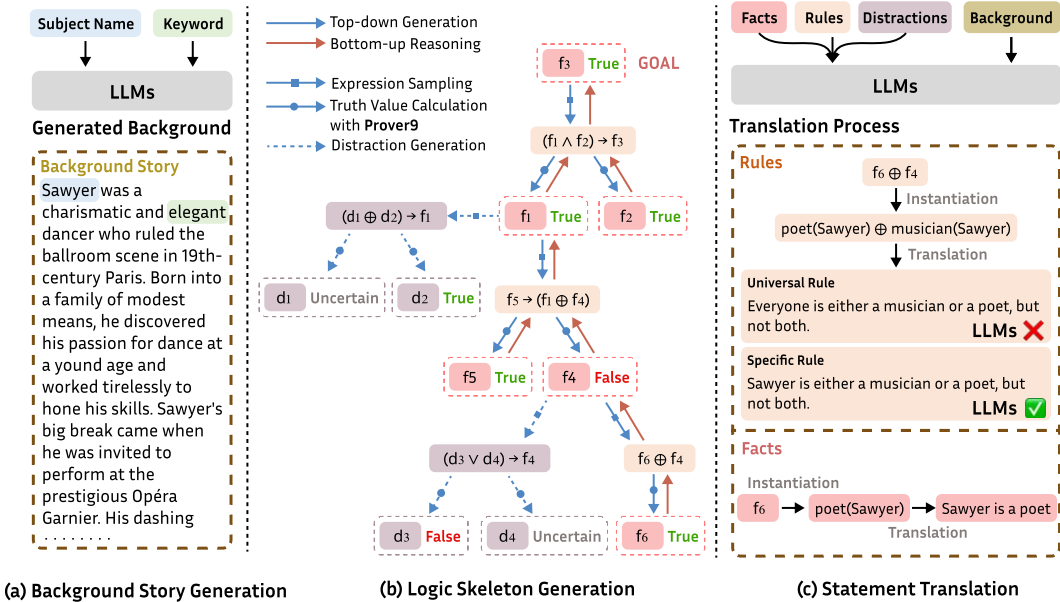 Subject Name
Keyword
LLMs
Generated Background
Background Story
Sawyer was a
charismatic and elegant
dancer who ruled the
ballroom scene in 19th-
century Paris. Born into
a family of modest
means, he discovered
his passion for dance at
a young age and
worked tirelessly to
hone his skills. Sawyer's
big break came when
he was invited to
perform at the
prestigious Opéra
Garnier. His dashing
. . . . . . . .
(a) Background Story Generation
Top-down Generation
Bottom-up Reasoning
Expression Sampling
Truth Value Calculation
with Prover9
Distraction Generation
f3 True GOAL
(f1 ∧ f2) → f3
(d1 ⊕ d2) → f1
f1 True
f2 True
d1 Uncertain
d2 True
f5 → (f1 ⊕ f4)
f5 True
f4 False
(d3 ∨ d4) → f4
f6 ⊕ f4
d3 False
d4 Uncertain
f6 True
(b) Logic Skeleton Generation
Facts
Rules
Distractions
Background
LLMs
Translation Process
Rules
f6 ⊕ f4
Instantiation
poet(Sawyer) ⊕ musician(Sawyer)
Translation
Universal Rule
Everyone is either a musician or a poet, but
not both.
LLMs ❌
Specific Rule
Sawyer is either a musician or a poet, but
not both.
LLMs ✅
Facts
Instantiation
f6
poet(Sawyer)
Sawyer is a poet
Translation
(c) Statement Translation